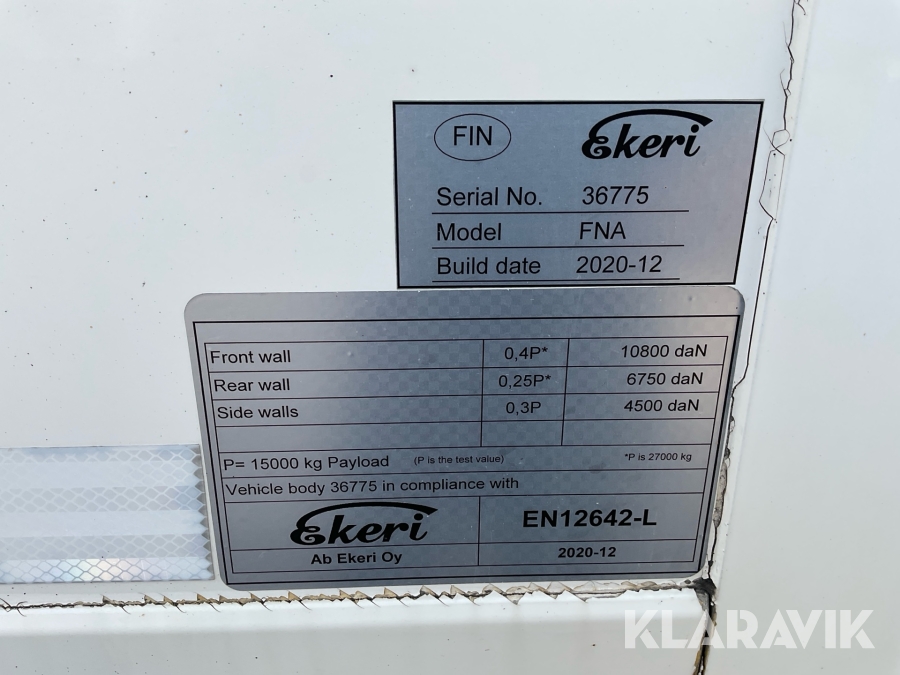 FIN Ekeri
Serial No. 36775
Model FNA
Build date 2020-12
Front wall 0,4P* 10800 daN
Rear wall 0,25P* 6750 daN
Side walls 0,3P 4500 daN
P= 15000 kg Payload (P is the test value) *P is 27000 kg
Vehicle body 36775 in compliance with
Ekeri EN12642-L
Ab Ekeri Oy 2020-12
KLARAVIK